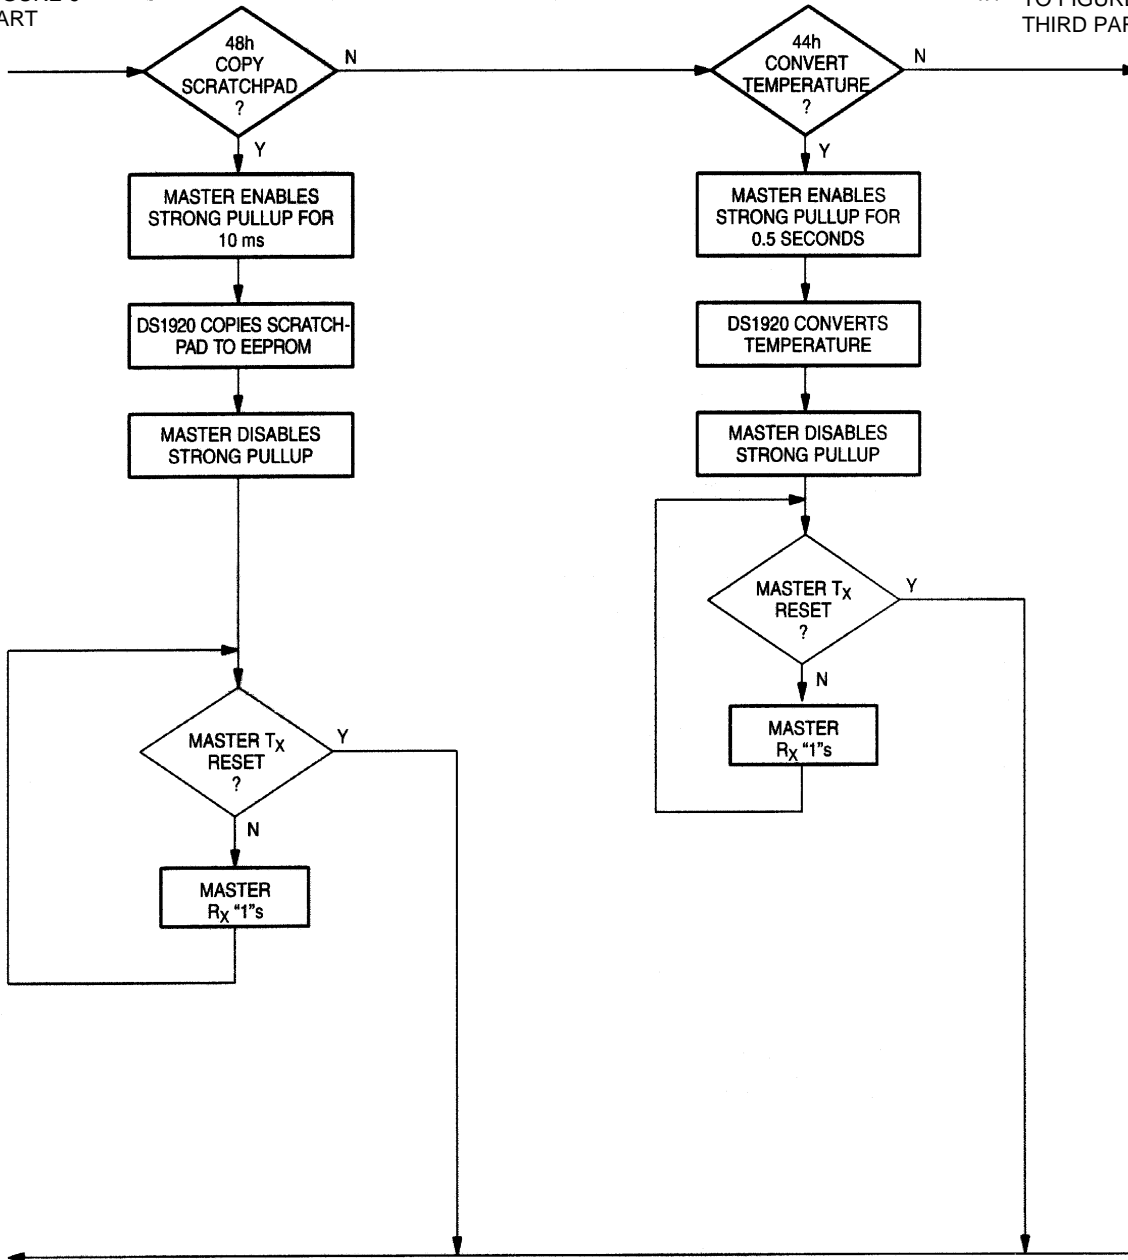 ART
TO FIGURE
THIRD PAR
48h
COPY
SCRATCHPAD
?
N
Y
MASTER ENABLES
STRONG PULLUP FOR
10 ms
DS1920 COPIES SCRATCH-
PAD TO EEPROM
MASTER DISABLES
STRONG PULLUP
MASTER TX
RESET
?
Y
N
MASTER
RX “1”s
44h
CONVERT
TEMPERATURE
?
N
Y
MASTER ENABLES
STRONG PULLUP FOR
0.5 SECONDS
DS1920 CONVERTS
TEMPERATURE
MASTER DISABLES
STRONG PULLUP
MASTER TX
RESET
?
Y
N
MASTER
RX “1”s